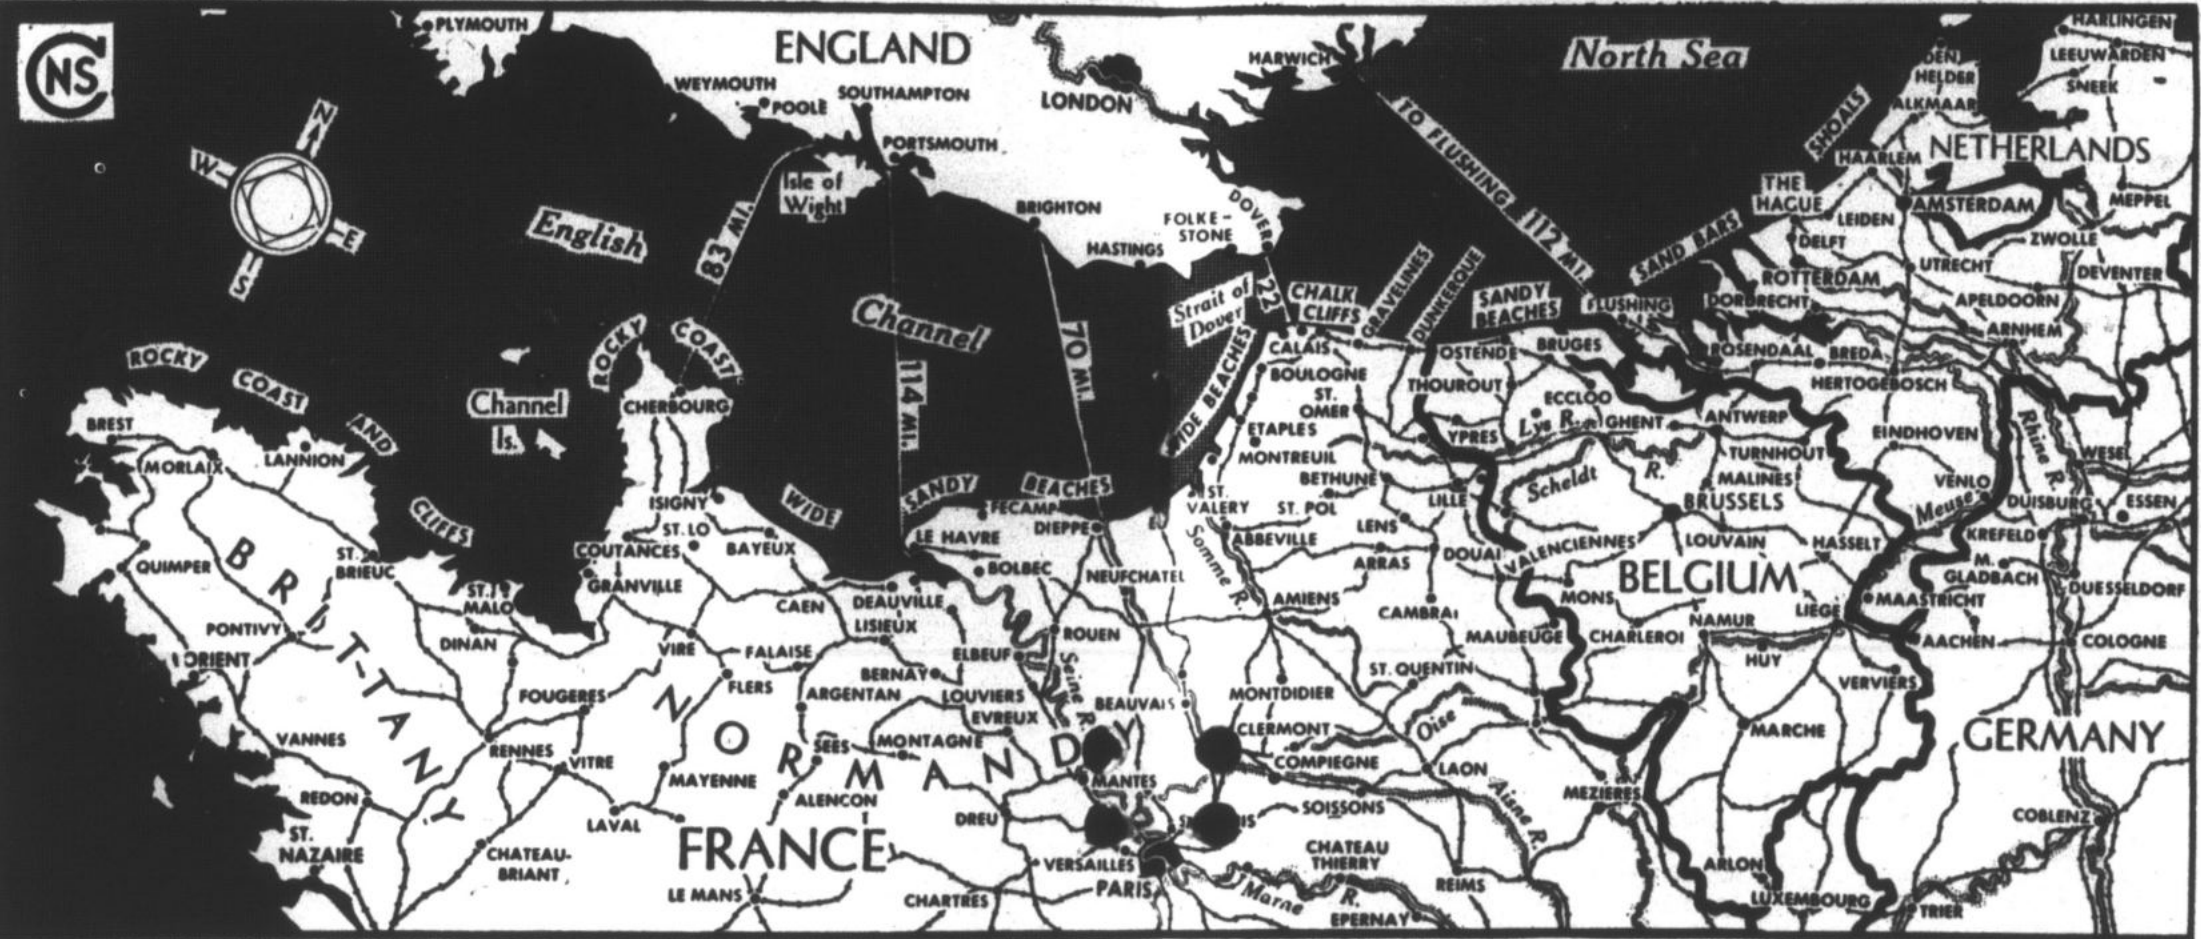 CNS
PLYMOUTH
ENGLAND
WEYMOUTH
POOLE
SOUTHAMPTON
PORTSMOUTH
Isle of
Wight
LONDON
HARWICH
BRIGHTON
HASTINGS
FOLKE-
STONE
DOVER
North Sea
N
W
E
S
English
Channel
83 MI.
114 MI.
70 MI.
22
TO FLUSHING 112 MI.
Strait of
Dover
Channel
Is.
ROCKY
COAST
AND
CLIFFS
ROCKY
COAST
WIDE
SANDY
BEACHES
WIDE BEACHES
CHALK
CLIFFS
GRAVELINES
DUNKERQUE
SANDY
BEACHES
SAND BARS
SHOALS
HARLINGEN
LEEUWARDEN
SNEEK
DEN
HELDER
ALKMAAR
NETHERLANDS
HAARLEM
THE
HAGUE
LEIDEN
AMSTERDAM
MEPPEL
DELFT
ZWOLLE
UTRECHT
DEVENTER
ROTTERDAM
FLUSHING
DORDRECHT
APELDOORN
ARNHEM
ROSENDAAL
BREDA
HERTOGEBOSCH
EINDHOVEN
VENLO
Rhine R.
WESEL
Meuse
DUISBURG
ESSEN
KREFELD
M.
GLADBACH
DUESSELDORF
MAASTRICHT
AACHEN
COLOGNE
GERMANY
COBLENZ
TRIER
CALAIS
BOULOGNE
ST.
OMER
ETAPLES
MONTREUIL
BETHUNE
ST.
VALERY
ST. POL
LENS
ABBEVILLE
ARRAS
Somme R.
AMIENS
CAMBRAI
OSTENDE
BRUGES
THOUROUT
ECCLOO
Lys R.
GHENT
ANTWERP
YPRES
Scheldt
R.
TURNHOUT
MALINES
LILLE
BRUSSELS
DOUAI
VALENCIENNES
LOUVAIN
HASSELT
BELGIUM
MONS
MAUBEUGE
CHARLEROI
NAMUR
LIEGE
HUY
VERVIERS
MARCHE
ARLON
LUXEMBOURG
MEZIERES
ST. QUENTIN
MONTDIDIER
Oise
CLERMONT
COMPIEGNE
LAON
SOISSONS
Aisne R.
CHATEAU
THIERRY
REIMS
Marne
R.
EPERNAY
CHERBOURG
ISIGNY
ST. LO
COUTANCES
BAYEUX
GRANVILLE
CAEN
LE HAVRE
FECAMP
DIEPPE
BOLBEC
NEUFCHATEL
DEAUVILLE
LISIEUX
ROUEN
ELBEUF
Seine R.
VIRE
FALAISE
BERNAY
FLERS
ARGENTAN
LOUVIERS
BEAUVAIS
EVREUX
SEES
MONTAGNE
NORMANDY
MANTES
MAYENNE
ALENCON
DREU
LAVAL
FRANCE
VERSAILLES
PARIS
LE MANS
CHARTRES
BREST
MORLAIX
LANNION
QUIMPER
ST.
BRIEUC
ST.
MALO
DINAN
PONTIVY
BRITTANY
FOUGERES
RENNES
VITRE
VANNES
REDON
ST.
NAZAIRE
CHATEAU-
BRIANT